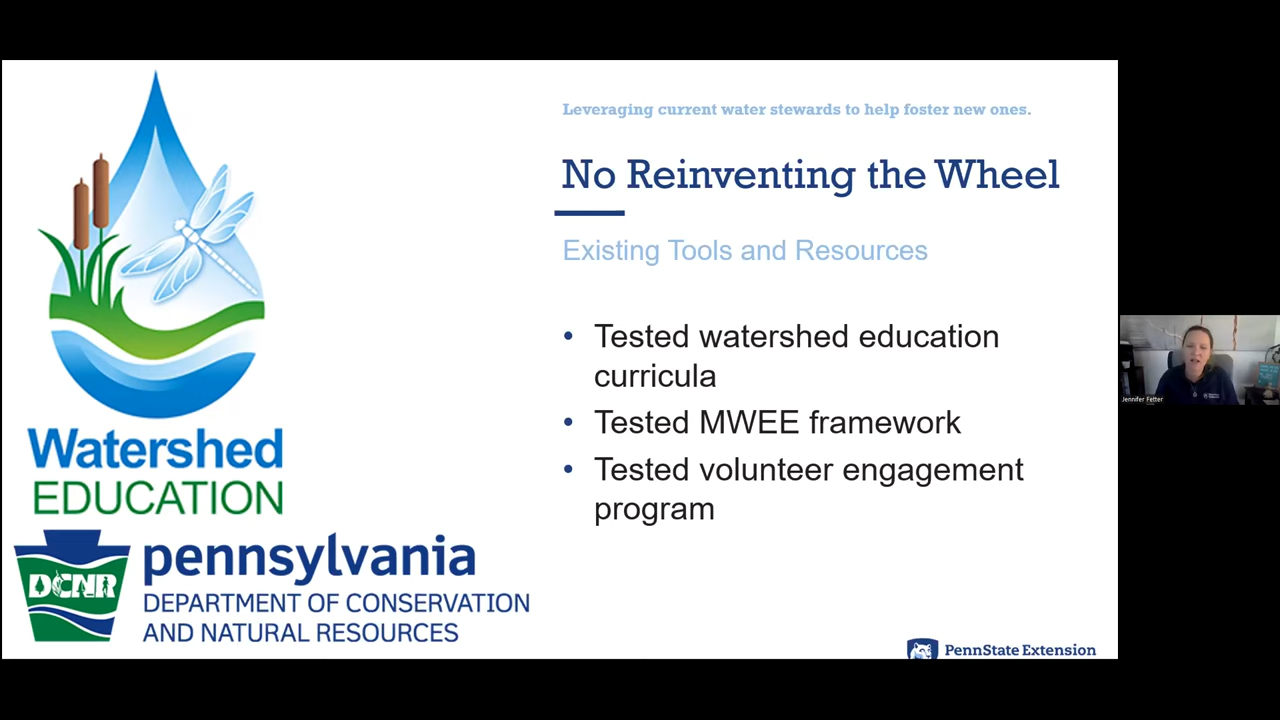 Leveraging current water stewards to help foster new ones.
No Reinventing the Wheel
Existing Tools and Resources
• Tested watershed education
curricula
• Tested MWEE framework
• Tested volunteer engagement
program
Watershed
EDUCATION
DCNR
pennsylvania
DEPARTMENT OF CONSERVATION
AND NATURAL RESOURCES
PennState Extension
Jennifer Fetter